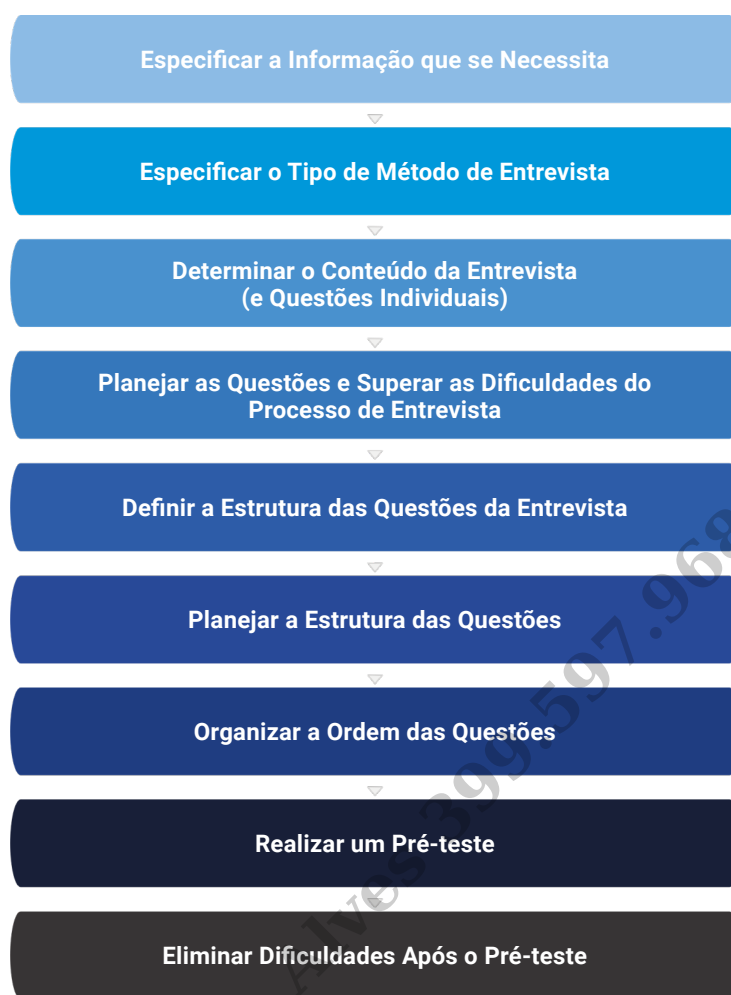 Especificar a Informação que se Necessita
Especificar o Tipo de Método de Entrevista
Determinar o Conteúdo da Entrevista
(e Questões Individuais)
Planejar as Questões e Superar as Dificuldades do
Processo de Entrevista
Definir a Estrutura das Questões da Entrevista
Planejar a Estrutura das Questões
Organizar a Ordem das Questões
Realizar um Pré-teste
Eliminar Dificuldades Após o Pré-teste
Alves 399.597.968